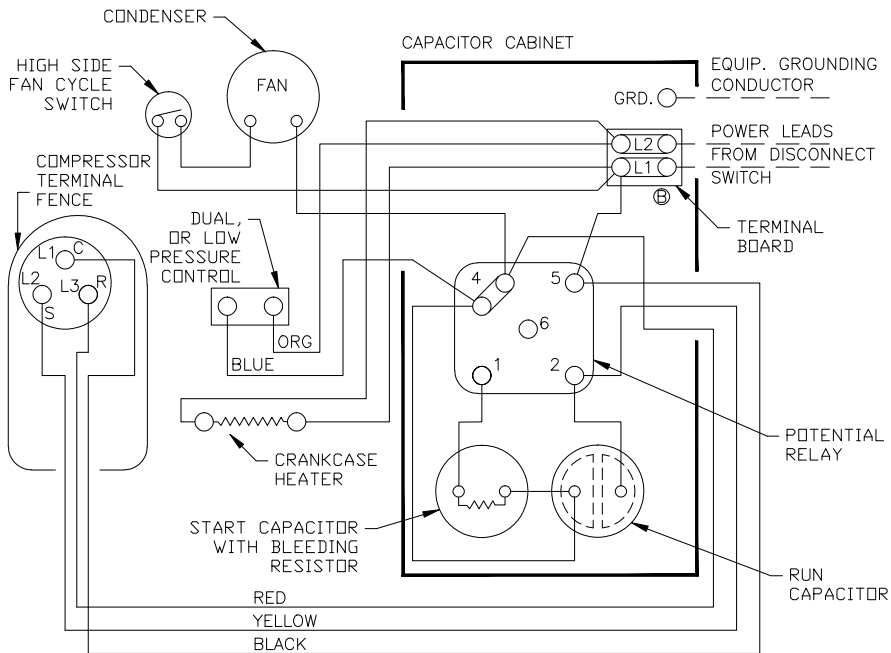 CONDENSER
HIGH SIDE
FAN CYCLE
SWITCH
FAN
CAPACITOR CABINET
EQUIP. GROUNDING
CONDUCTOR
GRD.
L2
L1
POWER LEADS
FROM DISCONNECT
SWITCH
B
TERMINAL
BOARD
COMPRESSOR
TERMINAL
FENCE
L1
C
L2
S
L3
R
DUAL,
OR LOW
PRESSURE
CONTROL
ORG
BLUE
4
5
6
1
2
POTENTIAL
RELAY
CRANKCASE
HEATER
START CAPACITOR
WITH BLEEDING
RESISTOR
RUN
CAPACITOR
RED
YELLOW
BLACK